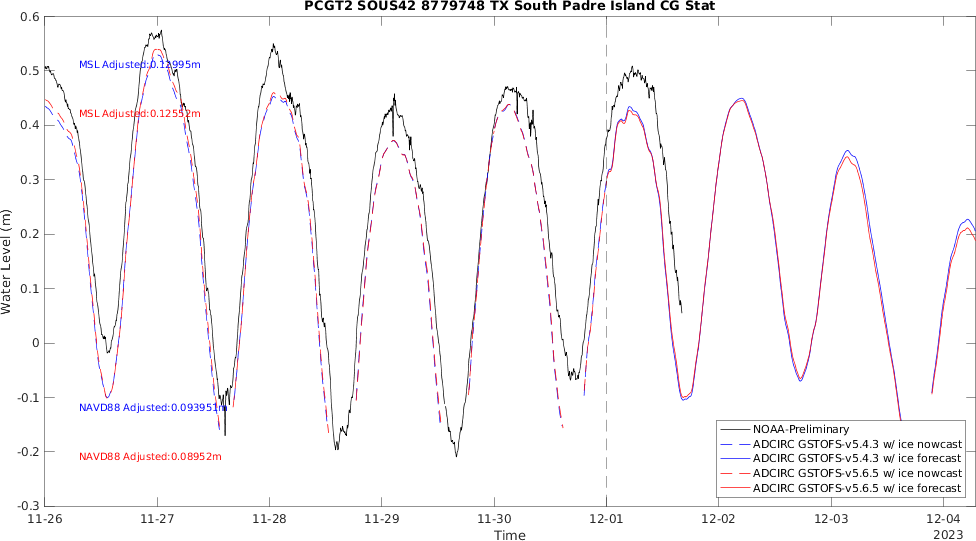 PCGT2 SOUS42 8779748 TX South Padre Island CG Stat
Water Level (m)
0.6
0.5
0.4
0.3
0.2
0.1
0
-0.1
-0.2
-0.3
MSL Adjusted:0.12995m
MSL Adjusted:0.12552m
NAVD88 Adjusted:0.093951m
NAVD88 Adjusted:0.08952m
NOAA-Preliminary
ADCIRC GSTOFS-v5.4.3 w/ ice nowcast
ADCIRC GSTOFS-v5.4.3 w/ ice forecast
ADCIRC GSTOFS-v5.6.5 w/ ice nowcast
ADCIRC GSTOFS-v5.6.5 w/ ice forecast
11-26 11-27 11-28 11-29 11-30 12-01 12-02 12-03 12-04
2023
Time